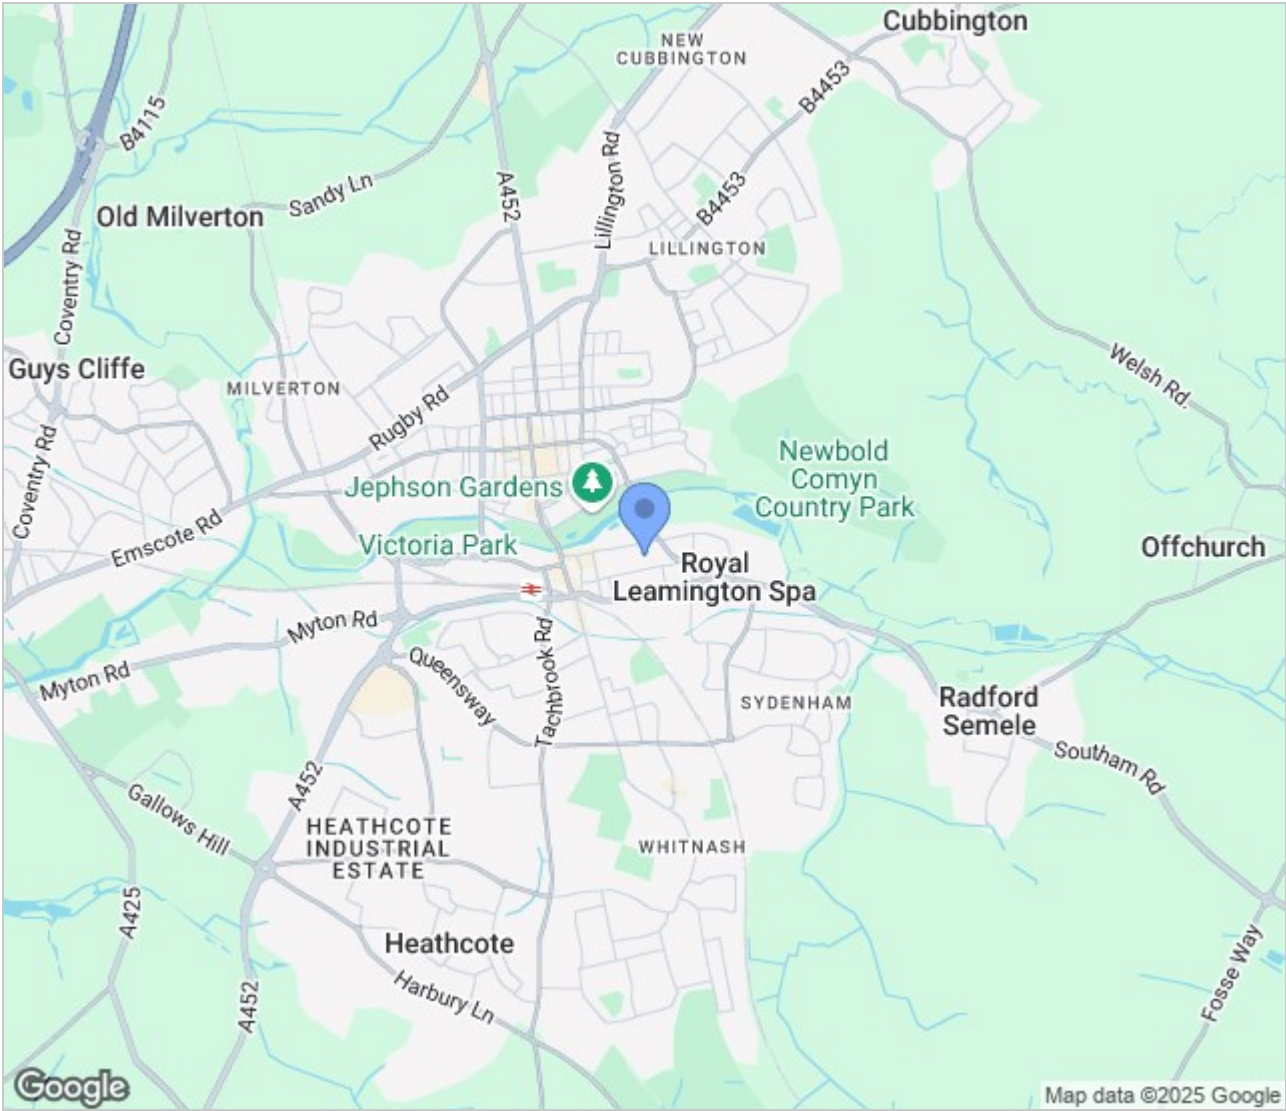 Cubbington
NEW
CUBBINGTON
B4453
B4115
Lillington Rd
A452
Sandy Ln
B4453
Old Milverton
LILLINGTON
Coventry Rd
Welsh Rd.
Guys Cliffe
MILVERTON
Rugby Rd
Newbold
Comyn
Country Park
Coventry Rd
Jephson Gardens
Emscote Rd
Victoria Park
Offchurch
Royal
Leamington Spa
Myton Rd
Myton Rd
Queensway
Tachbrook Rd
SYDENHAM
Radford
Semele
Southam Rd
A452
Gallows Hill
HEATHCOTE
INDUSTRIAL
ESTATE
WHITNASH
A425
Heathcote
Harbury Ln
Fosse Way
A452
Google
Map data ©2025 Google